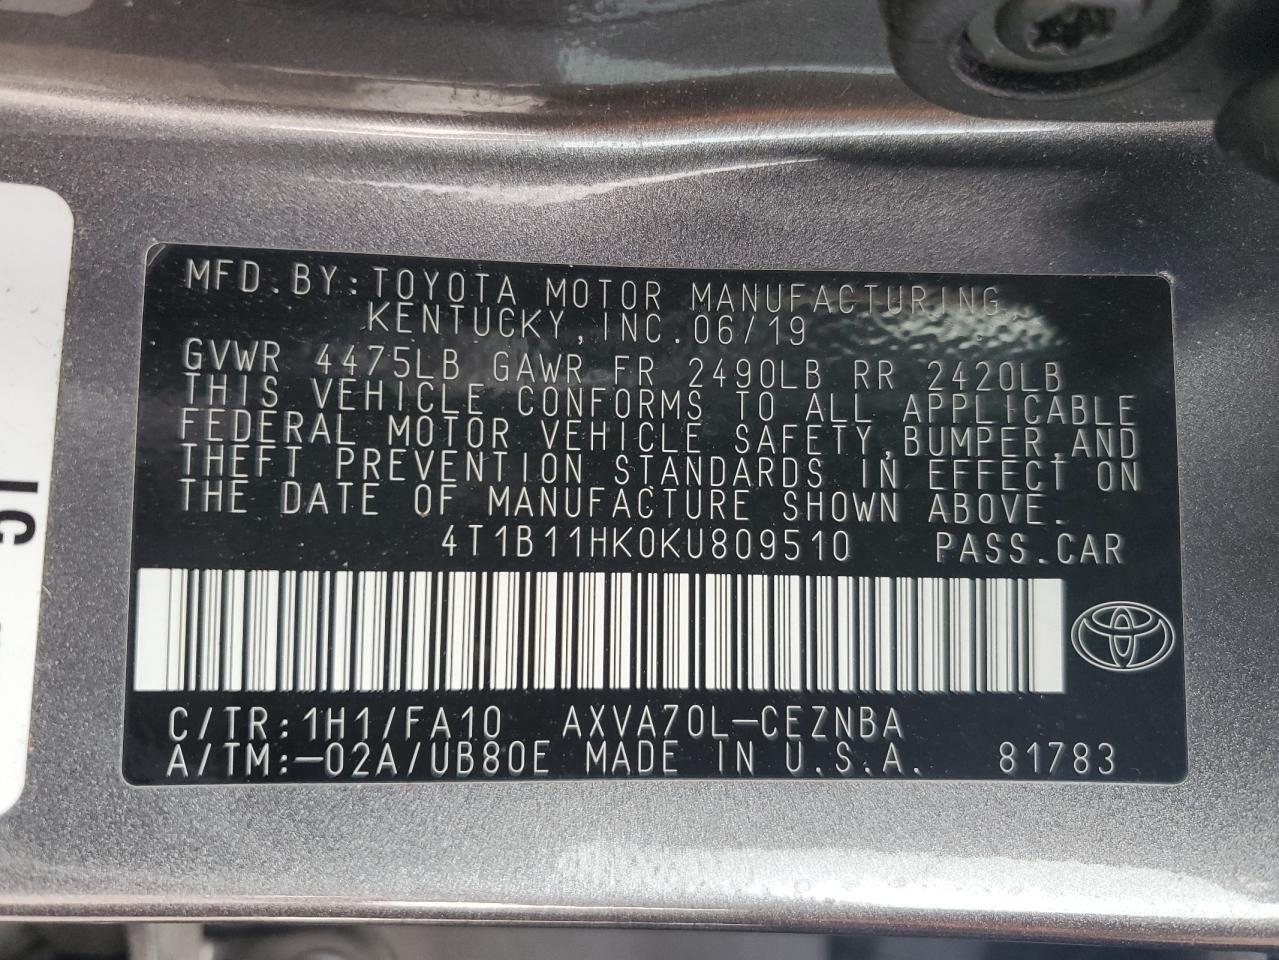 MFD.BY:TOYOTA MOTOR MANUFACTURING,
KENTUCKY,INC.06/19
GVWR 4475LB GAWR FR 2490LB RR 2420LB
THIS VEHICLE CONFORMS TO ALL APPLICABLE
FEDERAL MOTOR VEHICLE SAFETY,BUMPER,AND
THEFT PREVENTION STANDARDS IN EFFECT ON
THE DATE OF MANUFACTURE SHOWN ABOVE.
4T1B11HK0KU809510 PASS.CAR
C/TR:1H1/FA10 AXVA70L-CEZNBA
A/TM:-02A/UB80E MADE IN U.S.A. 81783